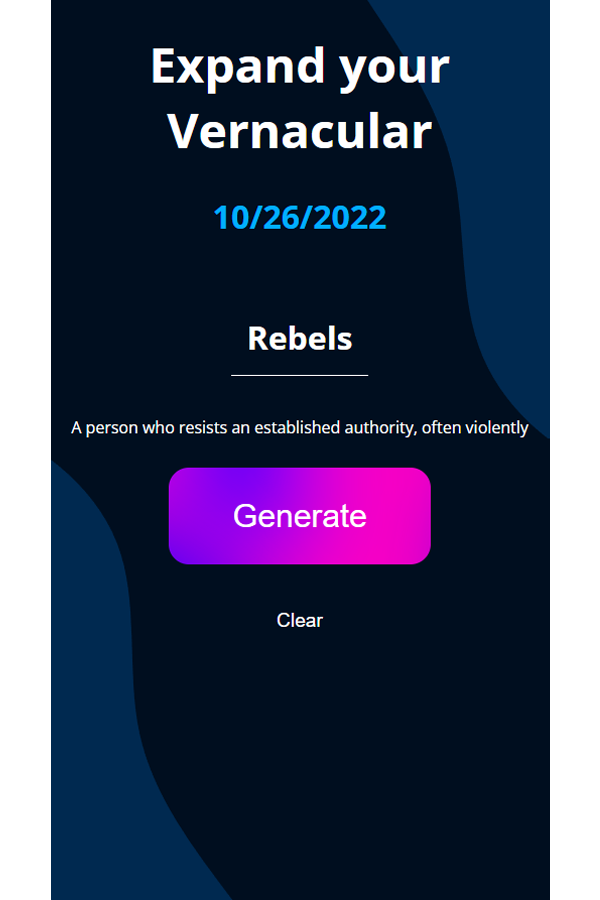 Expand your
Vernacular
10/26/2022
Rebels
A person who resists an established authority, often violently
Generate
Clear